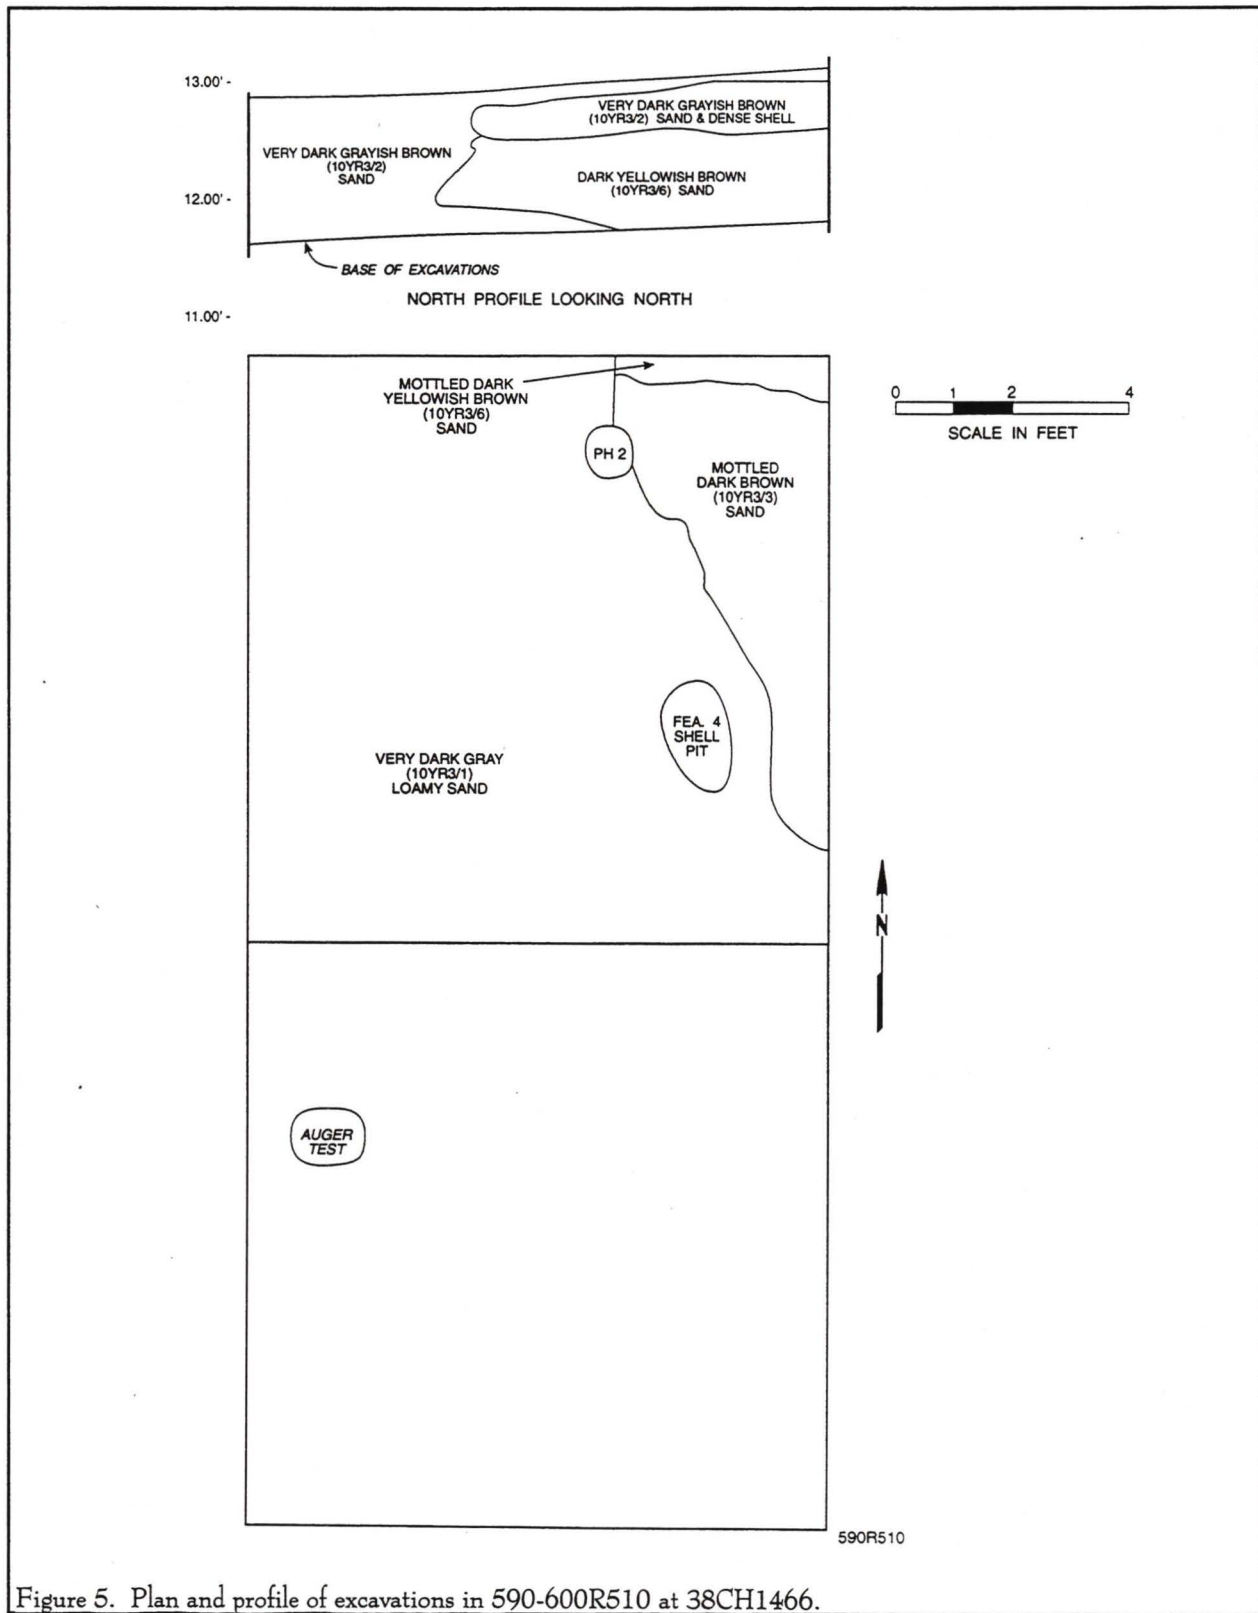 13.00' -
VERY DARK GRAYISH BROWN
(10YR3/2) SAND & DENSE SHELL
VERY DARK GRAYISH BROWN
(10YR3/2)
SAND
DARK YELLOWISH BROWN
(10YR3/6) SAND
12.00' -
BASE OF EXCAVATIONS
NORTH PROFILE LOOKING NORTH
11.00' -
MOTTLED DARK
YELLOWISH BROWN
(10YR3/6)
SAND
0 1 2 4
SCALE IN FEET
PH 2
MOTTLED
DARK BROWN
(10YR3/3)
SAND
FEA. 4
SHELL
PIT
VERY DARK GRAY
(10YR3/1)
LOAMY SAND
N
AUGER
TEST
590R510
Figure 5. Plan and profile of excavations in 590-600R510 at 38CH1466.